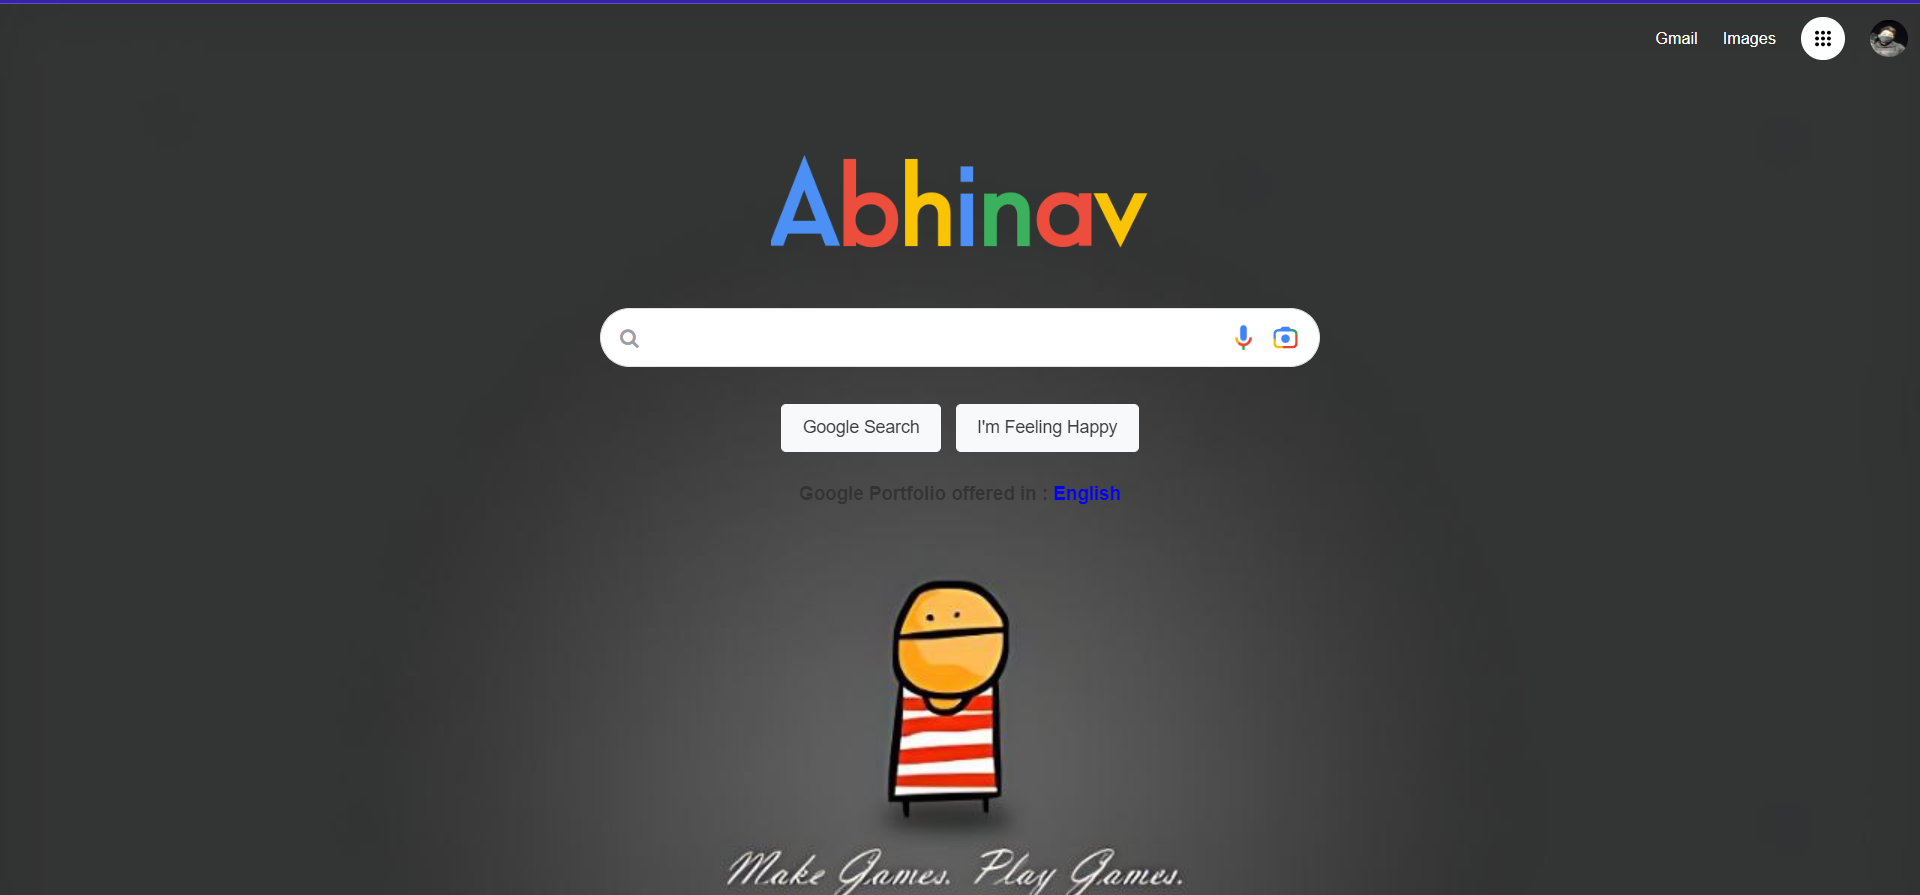 Gmail Images
Abhinav
Google Search I'm Feeling Happy
Google Portfolio offered in : English
Make Games. Play Games.